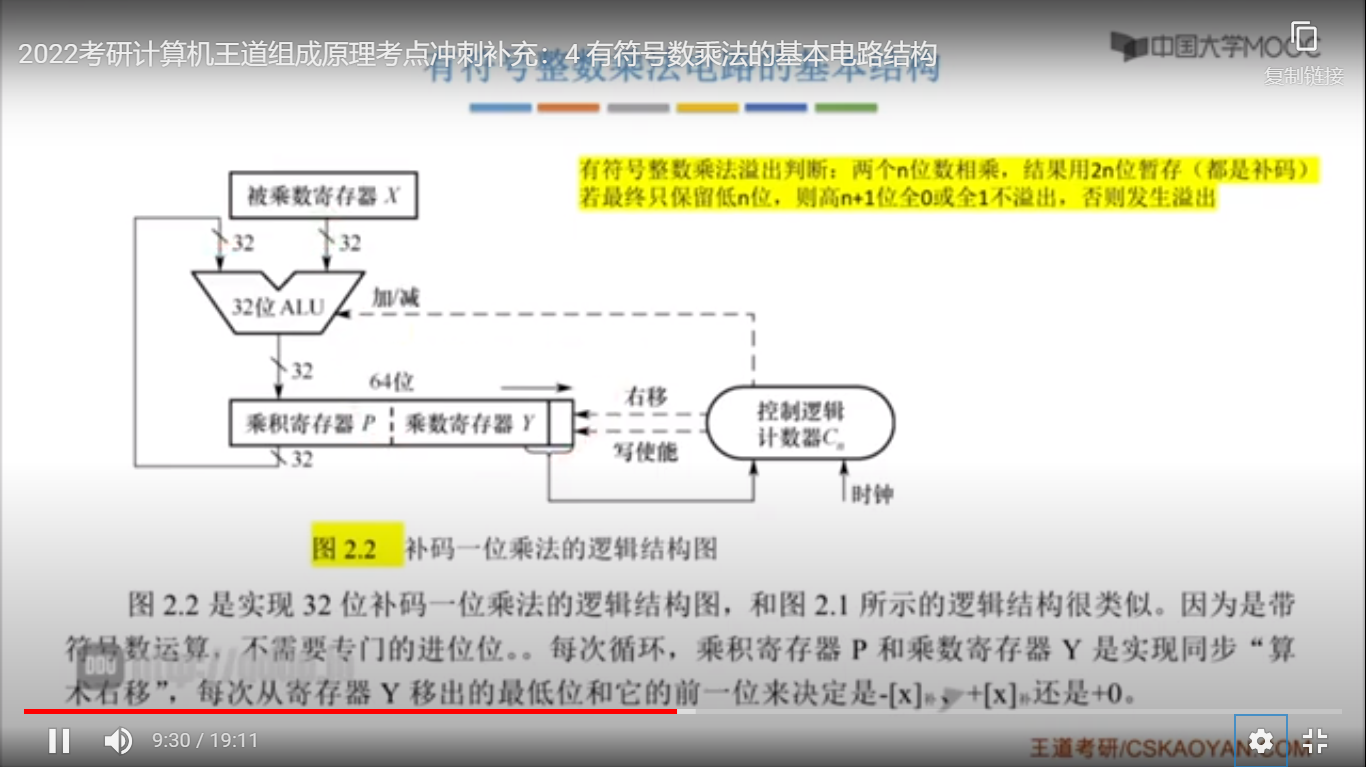 2022考研计算机王道组成原理考点冲刺补充：4 有符号数乘法的基本电路结构
有符号整数乘法电路的基本结构
中国大学MOOC
复制链接
有符号整数乘法溢出判断：两个n位数相乘，结果用2n位暂存（都是补码）
若最终只保留低n位，则高n+1位全0或全1不溢出，否则发生溢出
被乘数寄存器 X
32
32
32位 ALU
加/减
32
64位
乘积寄存器 P
乘数寄存器 Y
右移
写使能
控制逻辑
计数器Cn
32
时钟
图 2.2 补码一位乘法的逻辑结构图
图 2.2 是实现 32 位补码一位乘法的逻辑结构图，和图 2.1 所示的逻辑结构很类似。因为是带
符号数运算，不需要专门的进位位。。每次循环，乘积寄存器 P 和乘数寄存器 Y 是实现同步“算
术右移”，每次从寄存器 Y 移出的最低位和它的前一位来决定是-[x]补、+[x]补还是+0。
9:30 / 19:11
王道考研/CSKAOYAN.COM